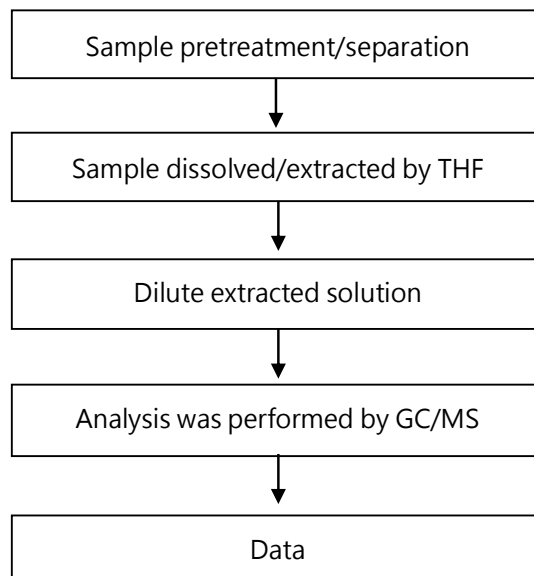 Sample pretreatment/separation
Sample dissolved/extracted by THF
Dilute extracted solution
Analysis was performed by GC/MS
Data